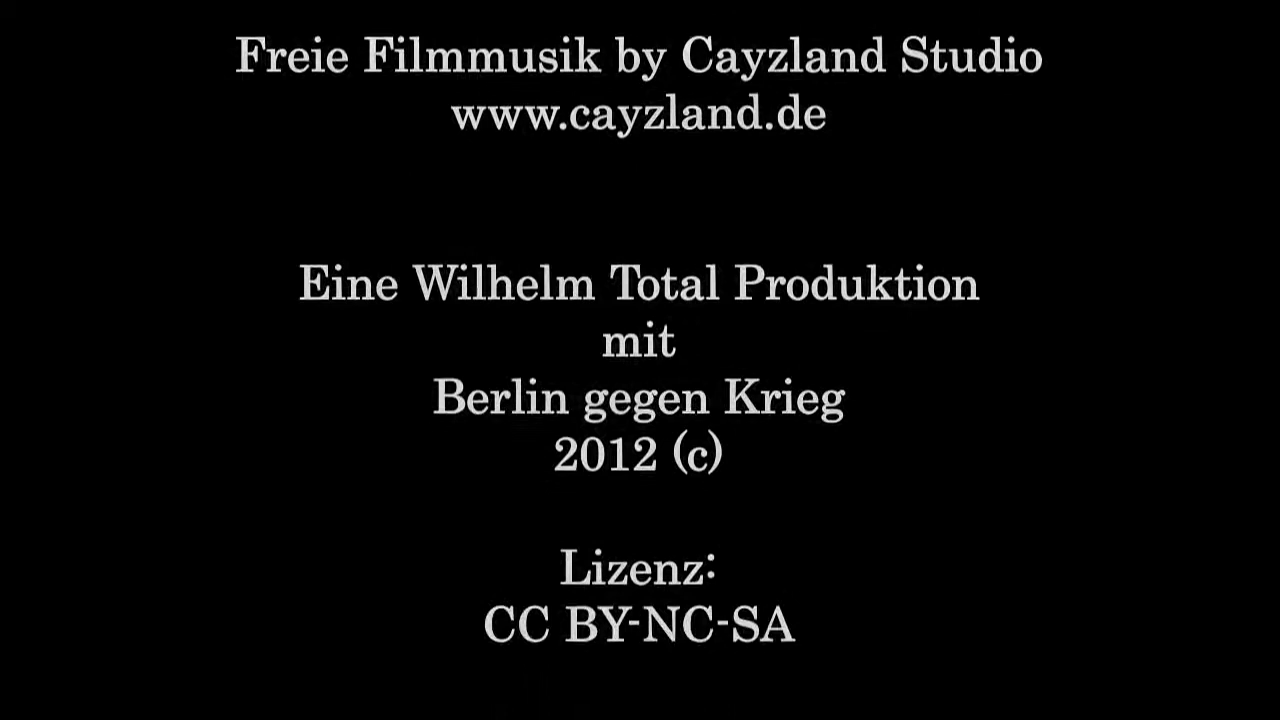 Freie Filmmusik by Cayzland Studio
www.cayzland.de
Eine Wilhelm Total Produktion
mit
Berlin gegen Krieg
2012 (c)
Lizenz:
CC BY-NC-SA